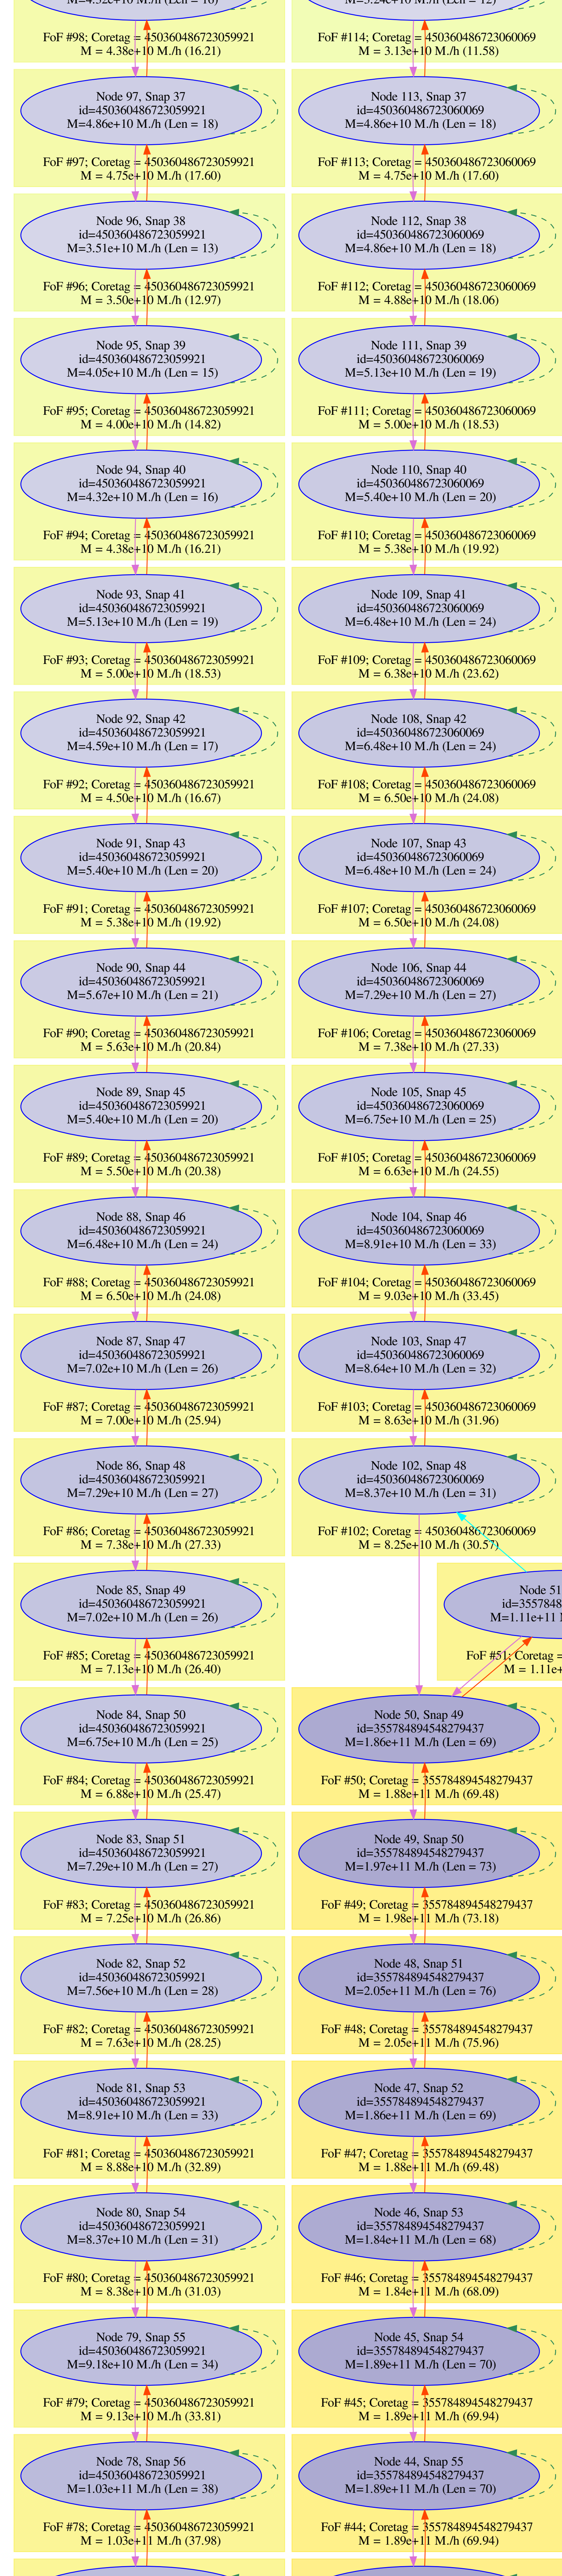 M=4.32e+10 M./h (Len = 16)
FoF #98; Coretag = 450360486723059921
M = 4.38e+10 M./h (16.21)
Node 97, Snap 37
id=450360486723059921
M=4.86e+10 M./h (Len = 18)
FoF #97; Coretag = 450360486723059921
M = 4.75e+10 M./h (17.60)
Node 96, Snap 38
id=450360486723059921
M=3.51e+10 M./h (Len = 13)
FoF #96; Coretag = 450360486723059921
M = 3.50e+10 M./h (12.97)
Node 95, Snap 39
id=450360486723059921
M=4.05e+10 M./h (Len = 15)
FoF #95; Coretag = 450360486723059921
M = 4.00e+10 M./h (14.82)
Node 94, Snap 40
id=450360486723059921
M=4.32e+10 M./h (Len = 16)
FoF #94; Coretag = 450360486723059921
M = 4.38e+10 M./h (16.21)
Node 93, Snap 41
id=450360486723059921
M=5.13e+10 M./h (Len = 19)
FoF #93; Coretag = 450360486723059921
M = 5.00e+10 M./h (18.53)
Node 92, Snap 42
id=450360486723059921
M=4.59e+10 M./h (Len = 17)
FoF #92; Coretag = 450360486723059921
M = 4.50e+10 M./h (16.67)
Node 91, Snap 43
id=450360486723059921
M=5.40e+10 M./h (Len = 20)
FoF #91; Coretag = 450360486723059921
M = 5.38e+10 M./h (19.92)
Node 90, Snap 44
id=450360486723059921
M=5.67e+10 M./h (Len = 21)
FoF #90; Coretag = 450360486723059921
M = 5.63e+10 M./h (20.84)
Node 89, Snap 45
id=450360486723059921
M=5.40e+10 M./h (Len = 20)
FoF #89; Coretag = 450360486723059921
M = 5.50e+10 M./h (20.38)
Node 88, Snap 46
id=450360486723059921
M=6.48e+10 M./h (Len = 24)
FoF #88; Coretag = 450360486723059921
M = 6.50e+10 M./h (24.08)
Node 87, Snap 47
id=450360486723059921
M=7.02e+10 M./h (Len = 26)
FoF #87; Coretag = 450360486723059921
M = 7.00e+10 M./h (25.94)
Node 86, Snap 48
id=450360486723059921
M=7.29e+10 M./h (Len = 27)
FoF #86; Coretag = 450360486723059921
M = 7.38e+10 M./h (27.33)
Node 85, Snap 49
id=450360486723059921
M=7.02e+10 M./h (Len = 26)
FoF #85; Coretag = 450360486723059921
M = 7.13e+10 M./h (26.40)
Node 84, Snap 50
id=450360486723059921
M=6.75e+10 M./h (Len = 25)
FoF #84; Coretag = 450360486723059921
M = 6.88e+10 M./h (25.47)
Node 83, Snap 51
id=450360486723059921
M=7.29e+10 M./h (Len = 27)
FoF #83; Coretag = 450360486723059921
M = 7.25e+10 M./h (26.86)
Node 82, Snap 52
id=450360486723059921
M=7.56e+10 M./h (Len = 28)
FoF #82; Coretag = 450360486723059921
M = 7.63e+10 M./h (28.25)
Node 81, Snap 53
id=450360486723059921
M=8.91e+10 M./h (Len = 33)
FoF #81; Coretag = 450360486723059921
M = 8.88e+10 M./h (32.89)
Node 80, Snap 54
id=450360486723059921
M=8.37e+10 M./h (Len = 31)
FoF #80; Coretag = 450360486723059921
M = 8.38e+10 M./h (31.03)
Node 79, Snap 55
id=450360486723059921
M=9.18e+10 M./h (Len = 34)
FoF #79; Coretag = 450360486723059921
M = 9.13e+10 M./h (33.81)
Node 78, Snap 56
id=450360486723059921
M=1.03e+11 M./h (Len = 38)
FoF #78; Coretag = 450360486723059921
M = 1.03e+11 M./h (37.98)
M=3.24e+10 M./h (Len = 12)
FoF #114; Coretag = 450360486723060069
M = 3.13e+10 M./h (11.58)
Node 113, Snap 37
id=450360486723060069
M=4.86e+10 M./h (Len = 18)
FoF #113; Coretag = 450360486723060069
M = 4.75e+10 M./h (17.60)
Node 112, Snap 38
id=450360486723060069
M=4.86e+10 M./h (Len = 18)
FoF #112; Coretag = 450360486723060069
M = 4.88e+10 M./h (18.06)
Node 111, Snap 39
id=450360486723060069
M=5.13e+10 M./h (Len = 19)
FoF #111; Coretag = 450360486723060069
M = 5.00e+10 M./h (18.53)
Node 110, Snap 40
id=450360486723060069
M=5.40e+10 M./h (Len = 20)
FoF #110; Coretag = 450360486723060069
M = 5.38e+10 M./h (19.92)
Node 109, Snap 41
id=450360486723060069
M=6.48e+10 M./h (Len = 24)
FoF #109; Coretag = 450360486723060069
M = 6.38e+10 M./h (23.62)
Node 108, Snap 42
id=450360486723060069
M=6.48e+10 M./h (Len = 24)
FoF #108; Coretag = 450360486723060069
M = 6.50e+10 M./h (24.08)
Node 107, Snap 43
id=450360486723060069
M=6.48e+10 M./h (Len = 24)
FoF #107; Coretag = 450360486723060069
M = 6.50e+10 M./h (24.08)
Node 106, Snap 44
id=450360486723060069
M=7.29e+10 M./h (Len = 27)
FoF #106; Coretag = 450360486723060069
M = 7.38e+10 M./h (27.33)
Node 105, Snap 45
id=450360486723060069
M=6.75e+10 M./h (Len = 25)
FoF #105; Coretag = 450360486723060069
M = 6.63e+10 M./h (24.55)
Node 104, Snap 46
id=450360486723060069
M=8.91e+10 M./h (Len = 33)
FoF #104; Coretag = 450360486723060069
M = 9.03e+10 M./h (33.45)
Node 103, Snap 47
id=450360486723060069
M=8.64e+10 M./h (Len = 32)
FoF #103; Coretag = 450360486723060069
M = 8.63e+10 M./h (31.96)
Node 102, Snap 48
id=450360486723060069
M=8.37e+10 M./h (Len = 31)
FoF #102; Coretag = 450360486723060069
M = 8.25e+10 M./h (30.57)
Node 51
id=3557848
M=1.11e+11
FoF #51; Coretag =
M = 1.11e+
Node 50, Snap 49
id=355784894548279437
M=1.86e+11 M./h (Len = 69)
FoF #50; Coretag = 355784894548279437
M = 1.88e+11 M./h (69.48)
Node 49, Snap 50
id=355784894548279437
M=1.97e+11 M./h (Len = 73)
FoF #49; Coretag = 355784894548279437
M = 1.98e+11 M./h (73.18)
Node 48, Snap 51
id=355784894548279437
M=2.05e+11 M./h (Len = 76)
FoF #48; Coretag = 355784894548279437
M = 2.05e+11 M./h (75.96)
Node 47, Snap 52
id=355784894548279437
M=1.86e+11 M./h (Len = 69)
FoF #47; Coretag = 355784894548279437
M = 1.88e+11 M./h (69.48)
Node 46, Snap 53
id=355784894548279437
M=1.84e+11 M./h (Len = 68)
FoF #46; Coretag = 355784894548279437
M = 1.84e+11 M./h (68.09)
Node 45, Snap 54
id=355784894548279437
M=1.89e+11 M./h (Len = 70)
FoF #45; Coretag = 355784894548279437
M = 1.89e+11 M./h (69.94)
Node 44, Snap 55
id=355784894548279437
M=1.89e+11 M./h (Len = 70)
FoF #44; Coretag = 355784894548279437
M = 1.89e+11 M./h (69.94)